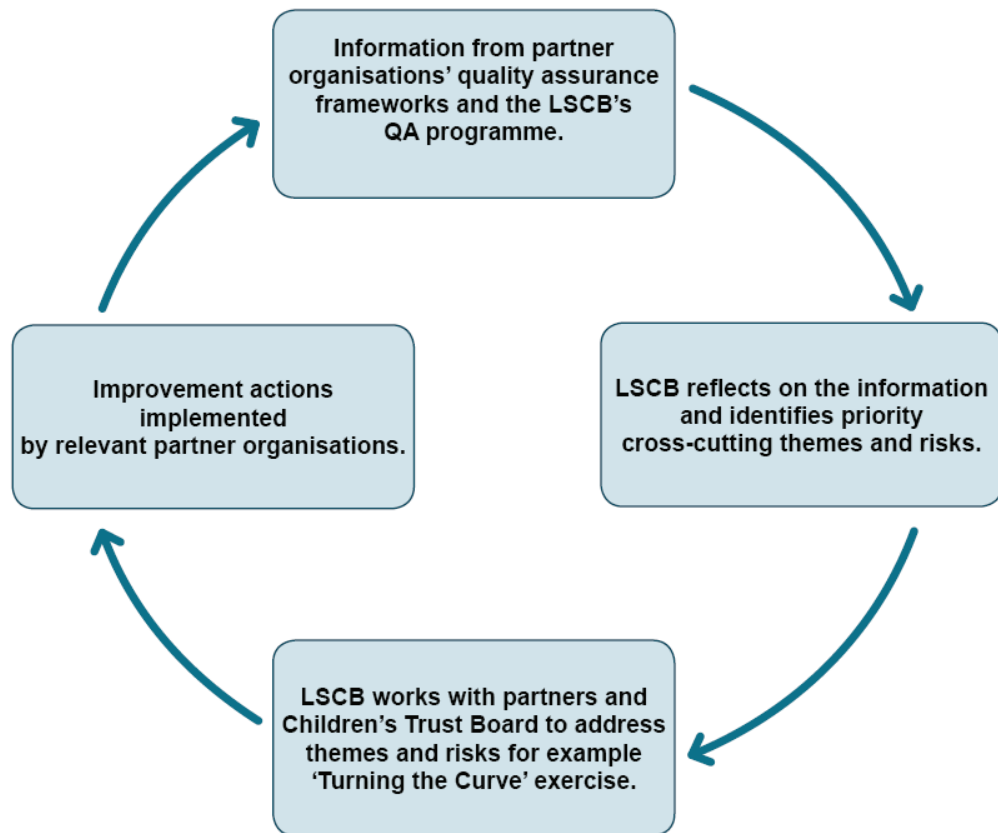 Information from partner
organisations’ quality assurance
frameworks and the LSCB’s
QA programme.
LSCB reflects on the information
and identifies priority
cross-cutting themes and risks.
LSCB works with partners and
Children’s Trust Board to address
themes and risks for example
‘Turning the Curve’ exercise.
Improvement actions
implemented
by relevant partner organisations.